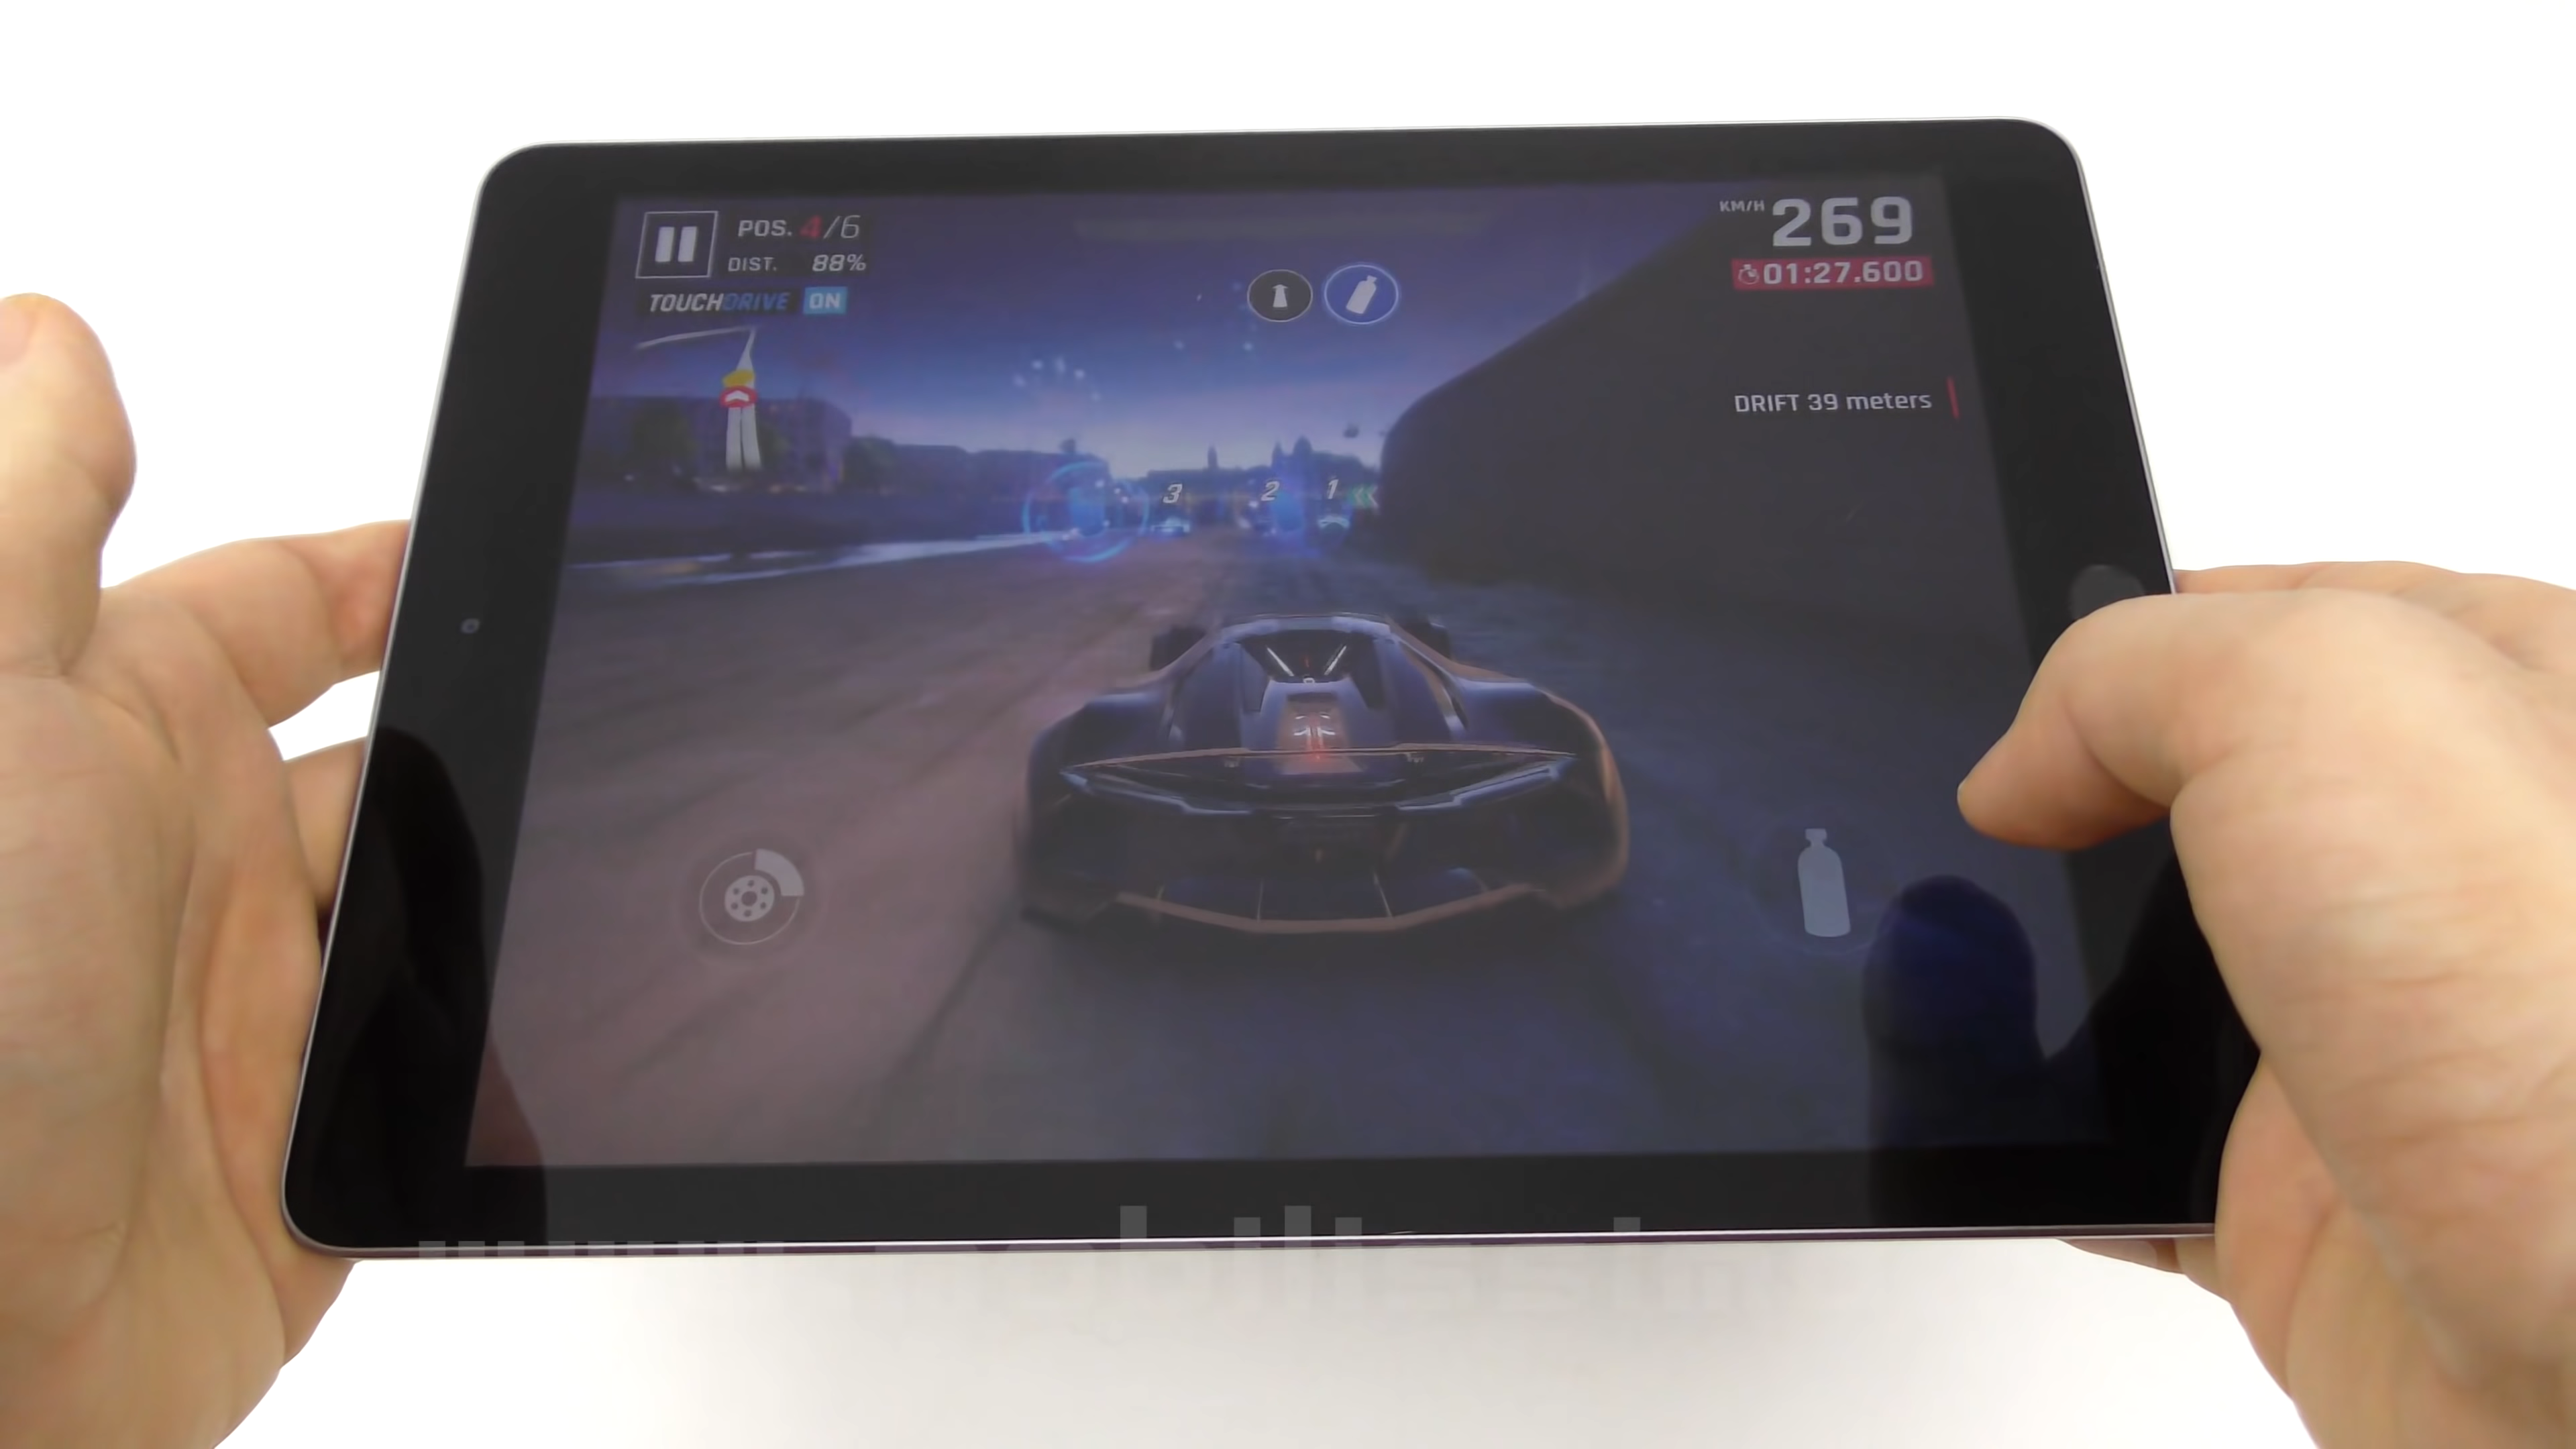 POS. 4/6
DIST. 88%
TOUCHDRIVE ON
KM/H 269
01:27.600
DRIFT 39 meters
3 2 1